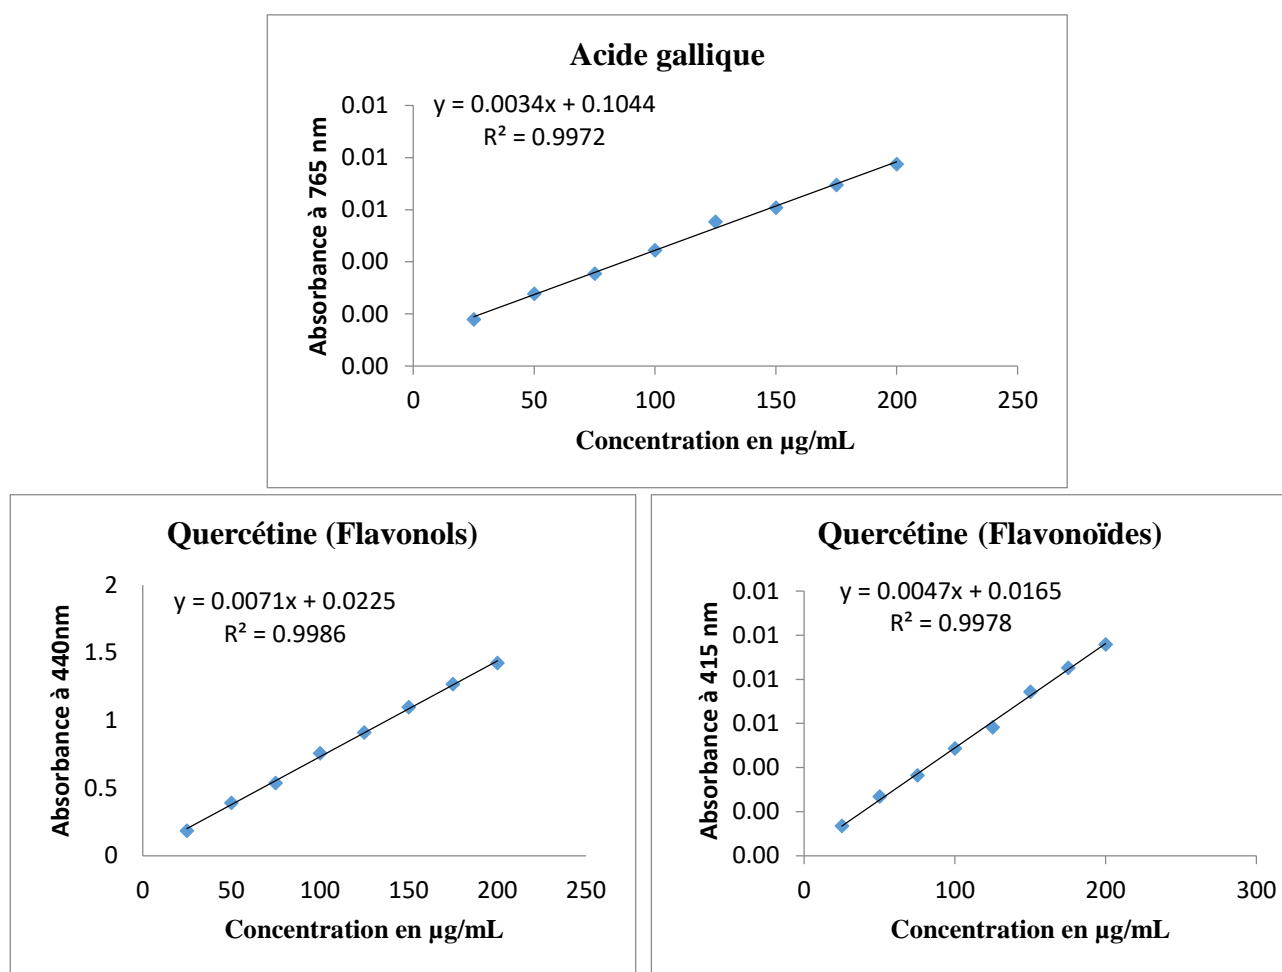 Acide gallique
y = 0.0034x + 0.1044
R² = 0.9972
Absorbance à 765 nm
0.01
0.01
0.01
0.00
0.00
0.00
0 50 100 150 200 250
Concentration en µg/mL
Quercétine (Flavonols)
y = 0.0071x + 0.0225
R² = 0.9986
Absorbance à 440nm
2
1.5
1
0.5
0
0 50 100 150 200 250
Concentration en µg/mL
Quercétine (Flavonoïdes)
y = 0.0047x + 0.0165
R² = 0.9978
Absorbance à 415 nm
0.01
0.01
0.01
0.01
0.00
0.00
0.00
0 100 200 300
Concentration en µg/mL